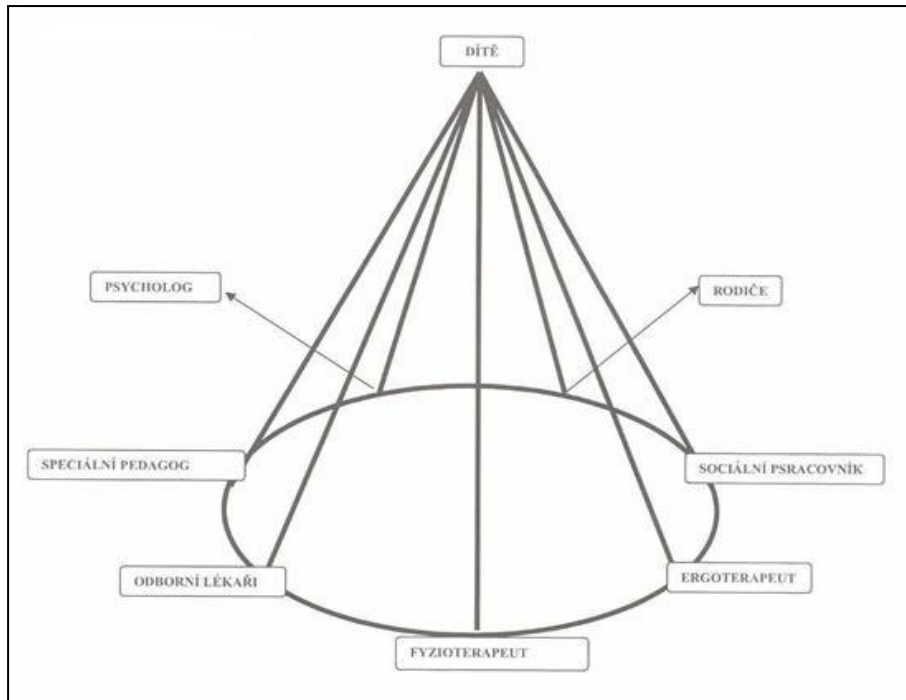 DÍTĚ
PSYCHOLOG
RODIČE
SPECIÁLNÍ PEDAGOG
SOCIÁLNÍ PSRACOVNÍK
ODBORNÍ LÉKAŘI
ERGOTERAPEUT
FYZIOTERAPEUT